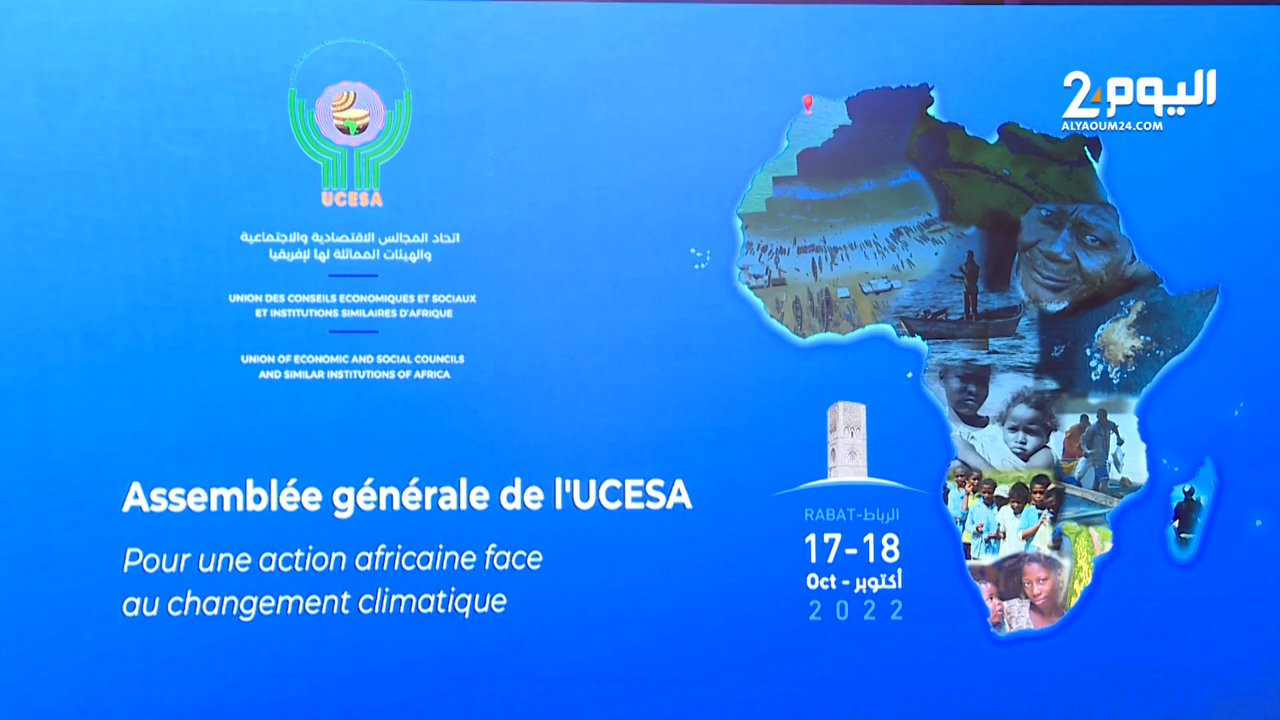 UCESA
اتحاد المجالس الاقتصادية والاجتماعية
والهيئات المماثلة لها لإفريقيا
UNION DES CONSEILS ECONOMIQUES ET SOCIAUX
ET INSTITUTIONS SIMILAIRES D'AFRIQUE
UNION OF ECONOMIC AND SOCIAL COUNCILS
AND SIMILAR INSTITUTIONS OF AFRICA
Assemblée générale de l'UCESA
Pour une action africaine face
au changement climatique
RABAT-الرباط
17-18
Oct - أكتوبر
2022
اليوم 24
ALYAOUM24.COM